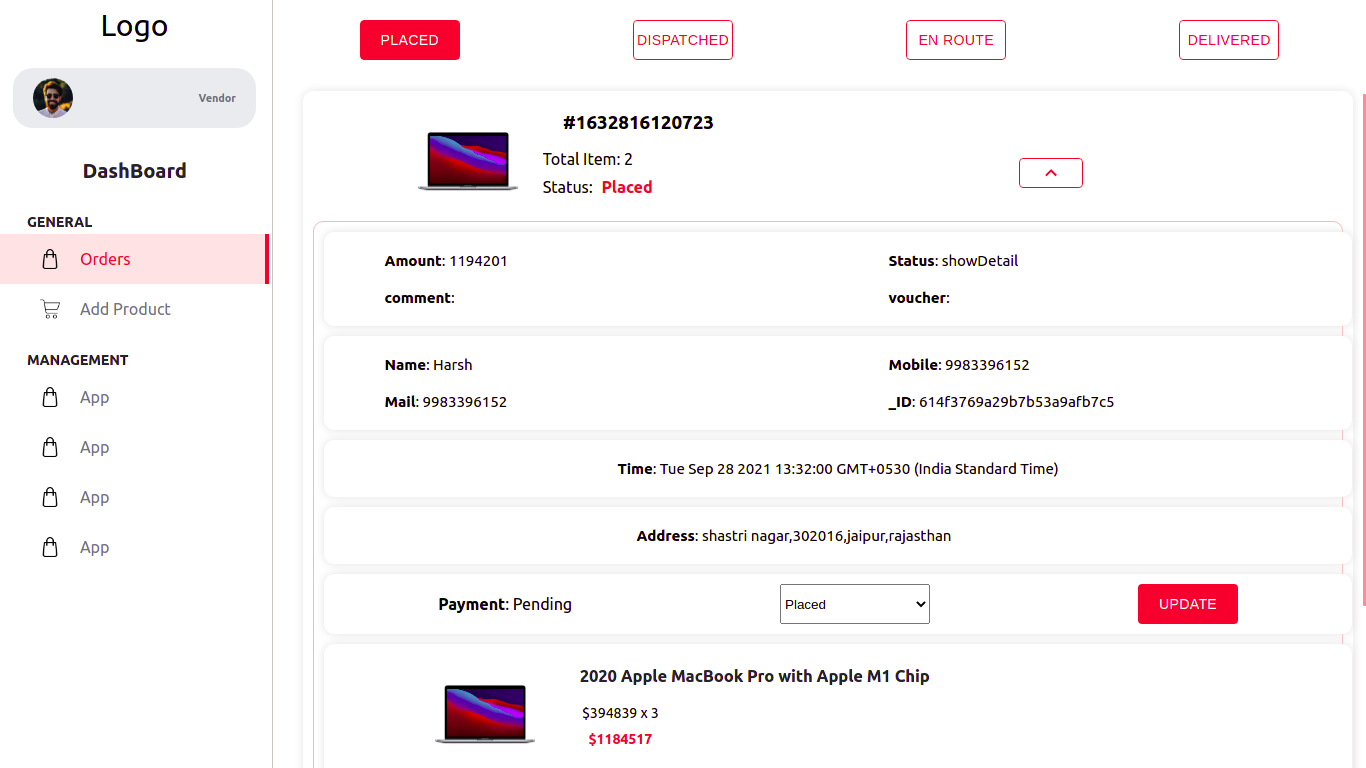 Logo
Vendor
DashBoard
GENERAL
Orders
Add Product
MANAGEMENT
App
App
App
App
PLACED DISPATCHED EN ROUTE DELIVERED
#1632816120723
Total Item: 2
Status: Placed
Amount: 1194201 Status: showDetail
comment: voucher:
Name: Harsh Mobile: 9983396152
Mail: 9983396152 _ID: 614f3769a29b7b53a9afb7c5
Time: Tue Sep 28 2021 13:32:00 GMT+0530 (India Standard Time)
Address: shastri nagar,302016,jaipur,rajasthan
Payment: Pending Placed UPDATE
2020 Apple MacBook Pro with Apple M1 Chip
$394839 x 3
$1184517